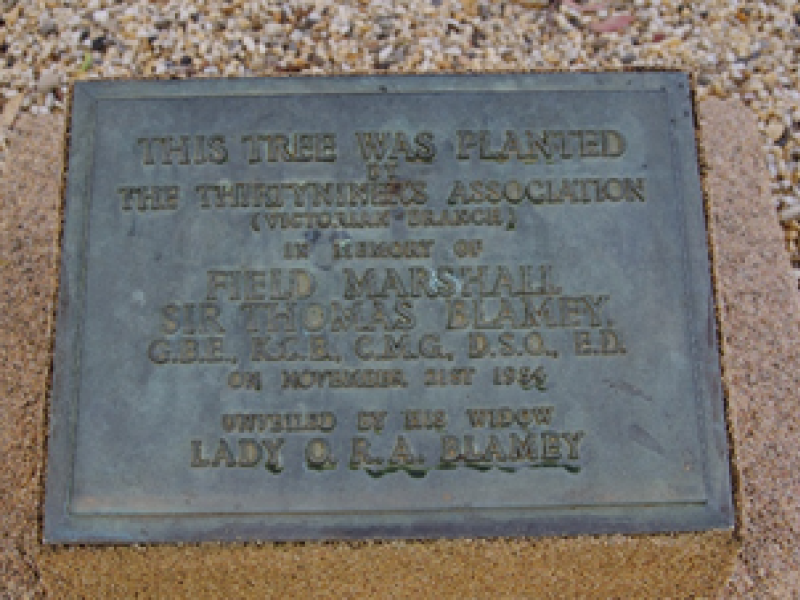 THIS TREE WAS PLANTED
BY
THE THIRTYNINER'S ASSOCIATION
(VICTORIAN BRANCH)
IN MEMORY OF
FIELD MARSHALL
SIR THOMAS BLAMEY,
G.B.E., K.C.B., C.M.G., D.S.O., E.D.
ON NOVEMBER 21ST 1954
UNVEILED BY HIS WIDOW
LADY O. R. A. BLAMEY